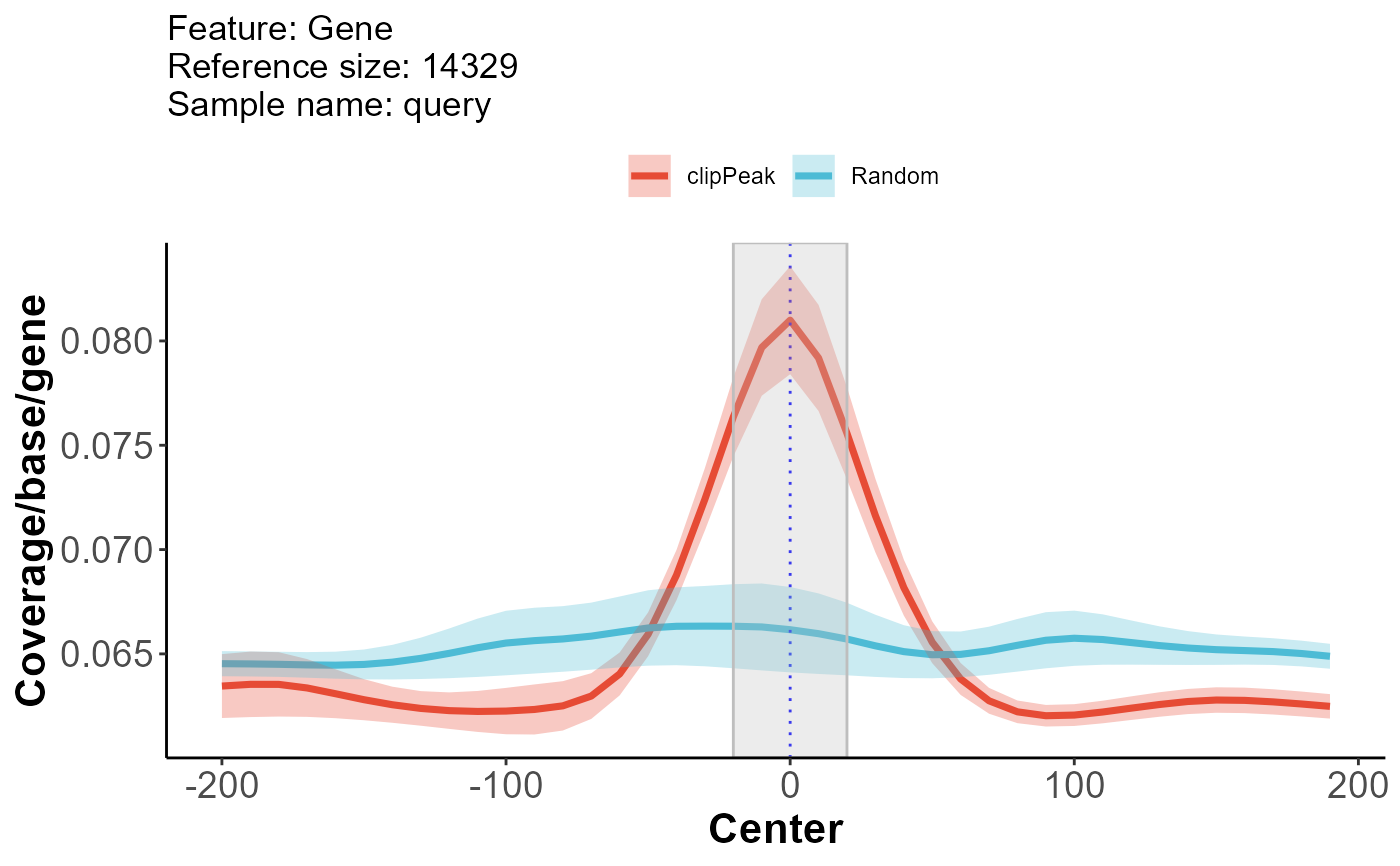 Feature: Gene
Reference size: 14329
Sample name: query
clipPeak Random
Coverage/base/gene
0.080
0.075
0.070
0.065
-200 -100 0 100 200
Center